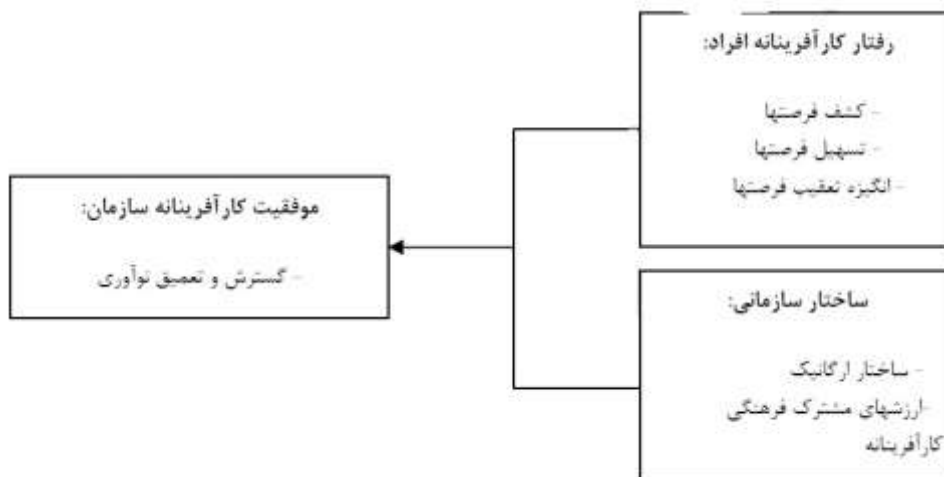 رفتار کارآفرینانه افراد:
- کشف فرصتها
- تسهیل فرصتها
- انگیزه تعقیب فرصتها
موفقیت کارآفرینانه سازمان:
- گسترش و تعمیق نوآوری
ساختار سازمانی:
- ساختار ارگانیک
-ارزشهای مشترک فرهنگی
کارآفرینانه